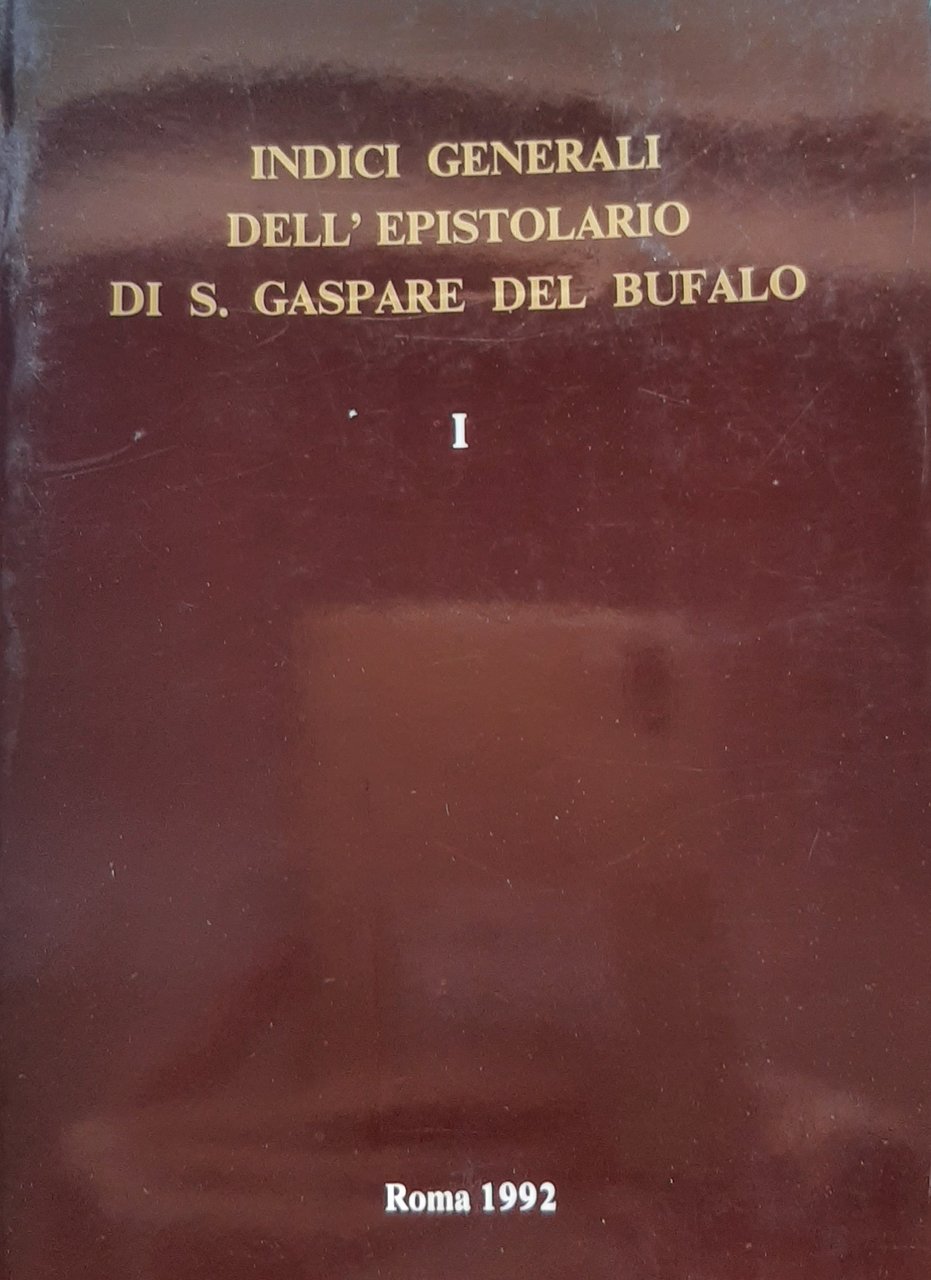 INDICI GENERALI
DELL' EPISTOLARIO
DI S. GASPARE DEL BUFALO
I
Roma 1992